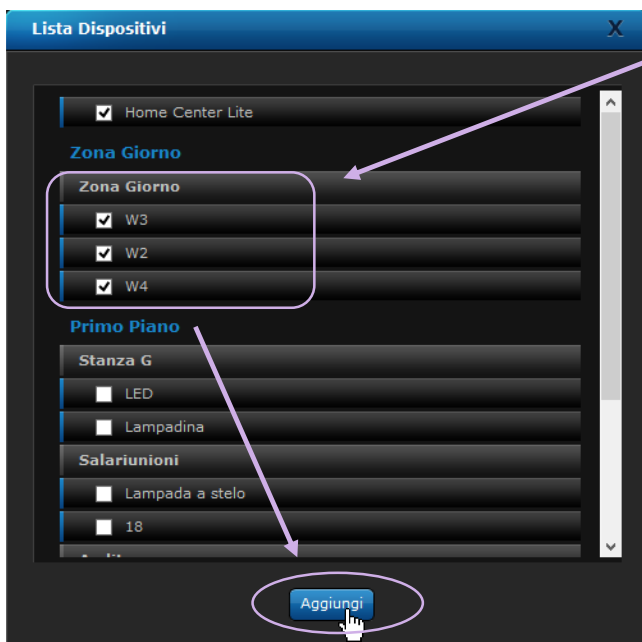 Lista Dispositivi X
Home Center Lite
Zona Giorno
Zona Giorno
W3
W2
W4
Primo Piano
Stanza G
LED
Lampadina
Salariunioni
Lampada a stelo
18
Aggiungi